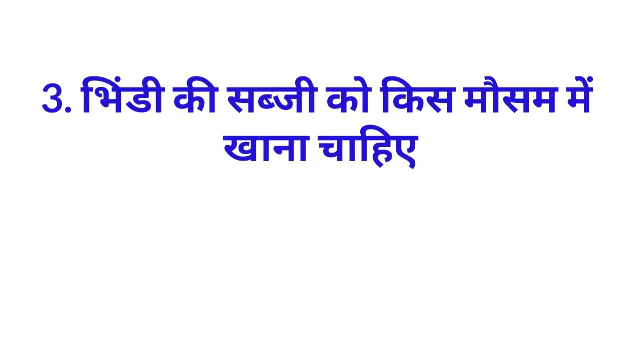 3. भिंडी की सब्जी को किस मौसम में
खाना चाहिए